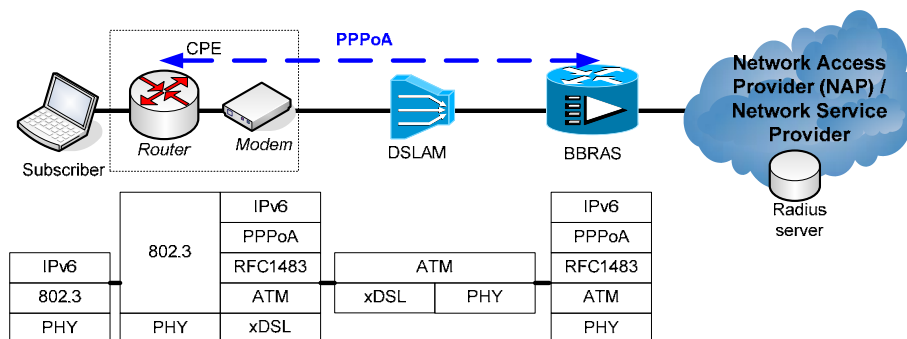 CPE
PPPoA
Network Access
Provider (NAP) /
Network Service
Provider
Router
Modem
Subscriber
DSLAM
BBRAS
Radius
server
IPv6
802.3
PHY
802.3
PHY
IPv6
PPPoA
RFC1483
ATM
xDSL
ATM
xDSL
PHY
IPv6
PPPoA
RFC1483
ATM
PHY